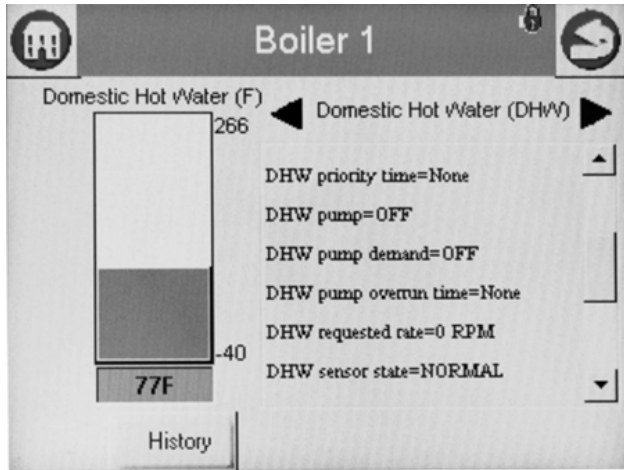 Boiler 1
Domestic Hot Water (F)
266
-40
77F
History
Domestic Hot Water (DHW)
DHW priority time=None
DHW pump=OFF
DHW pump demand=OFF
DHW pump overrun time=None
DHW requested rate=0 RPM
DHW sensor state=NORMAL